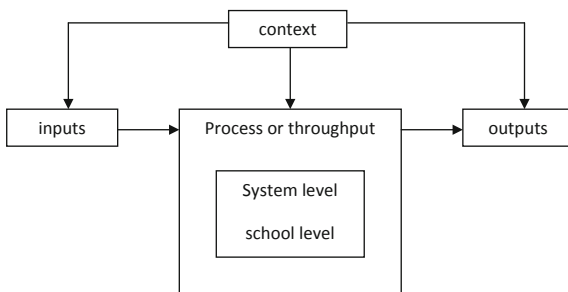 context
inputs
Process or throughput
outputs
System level
school level